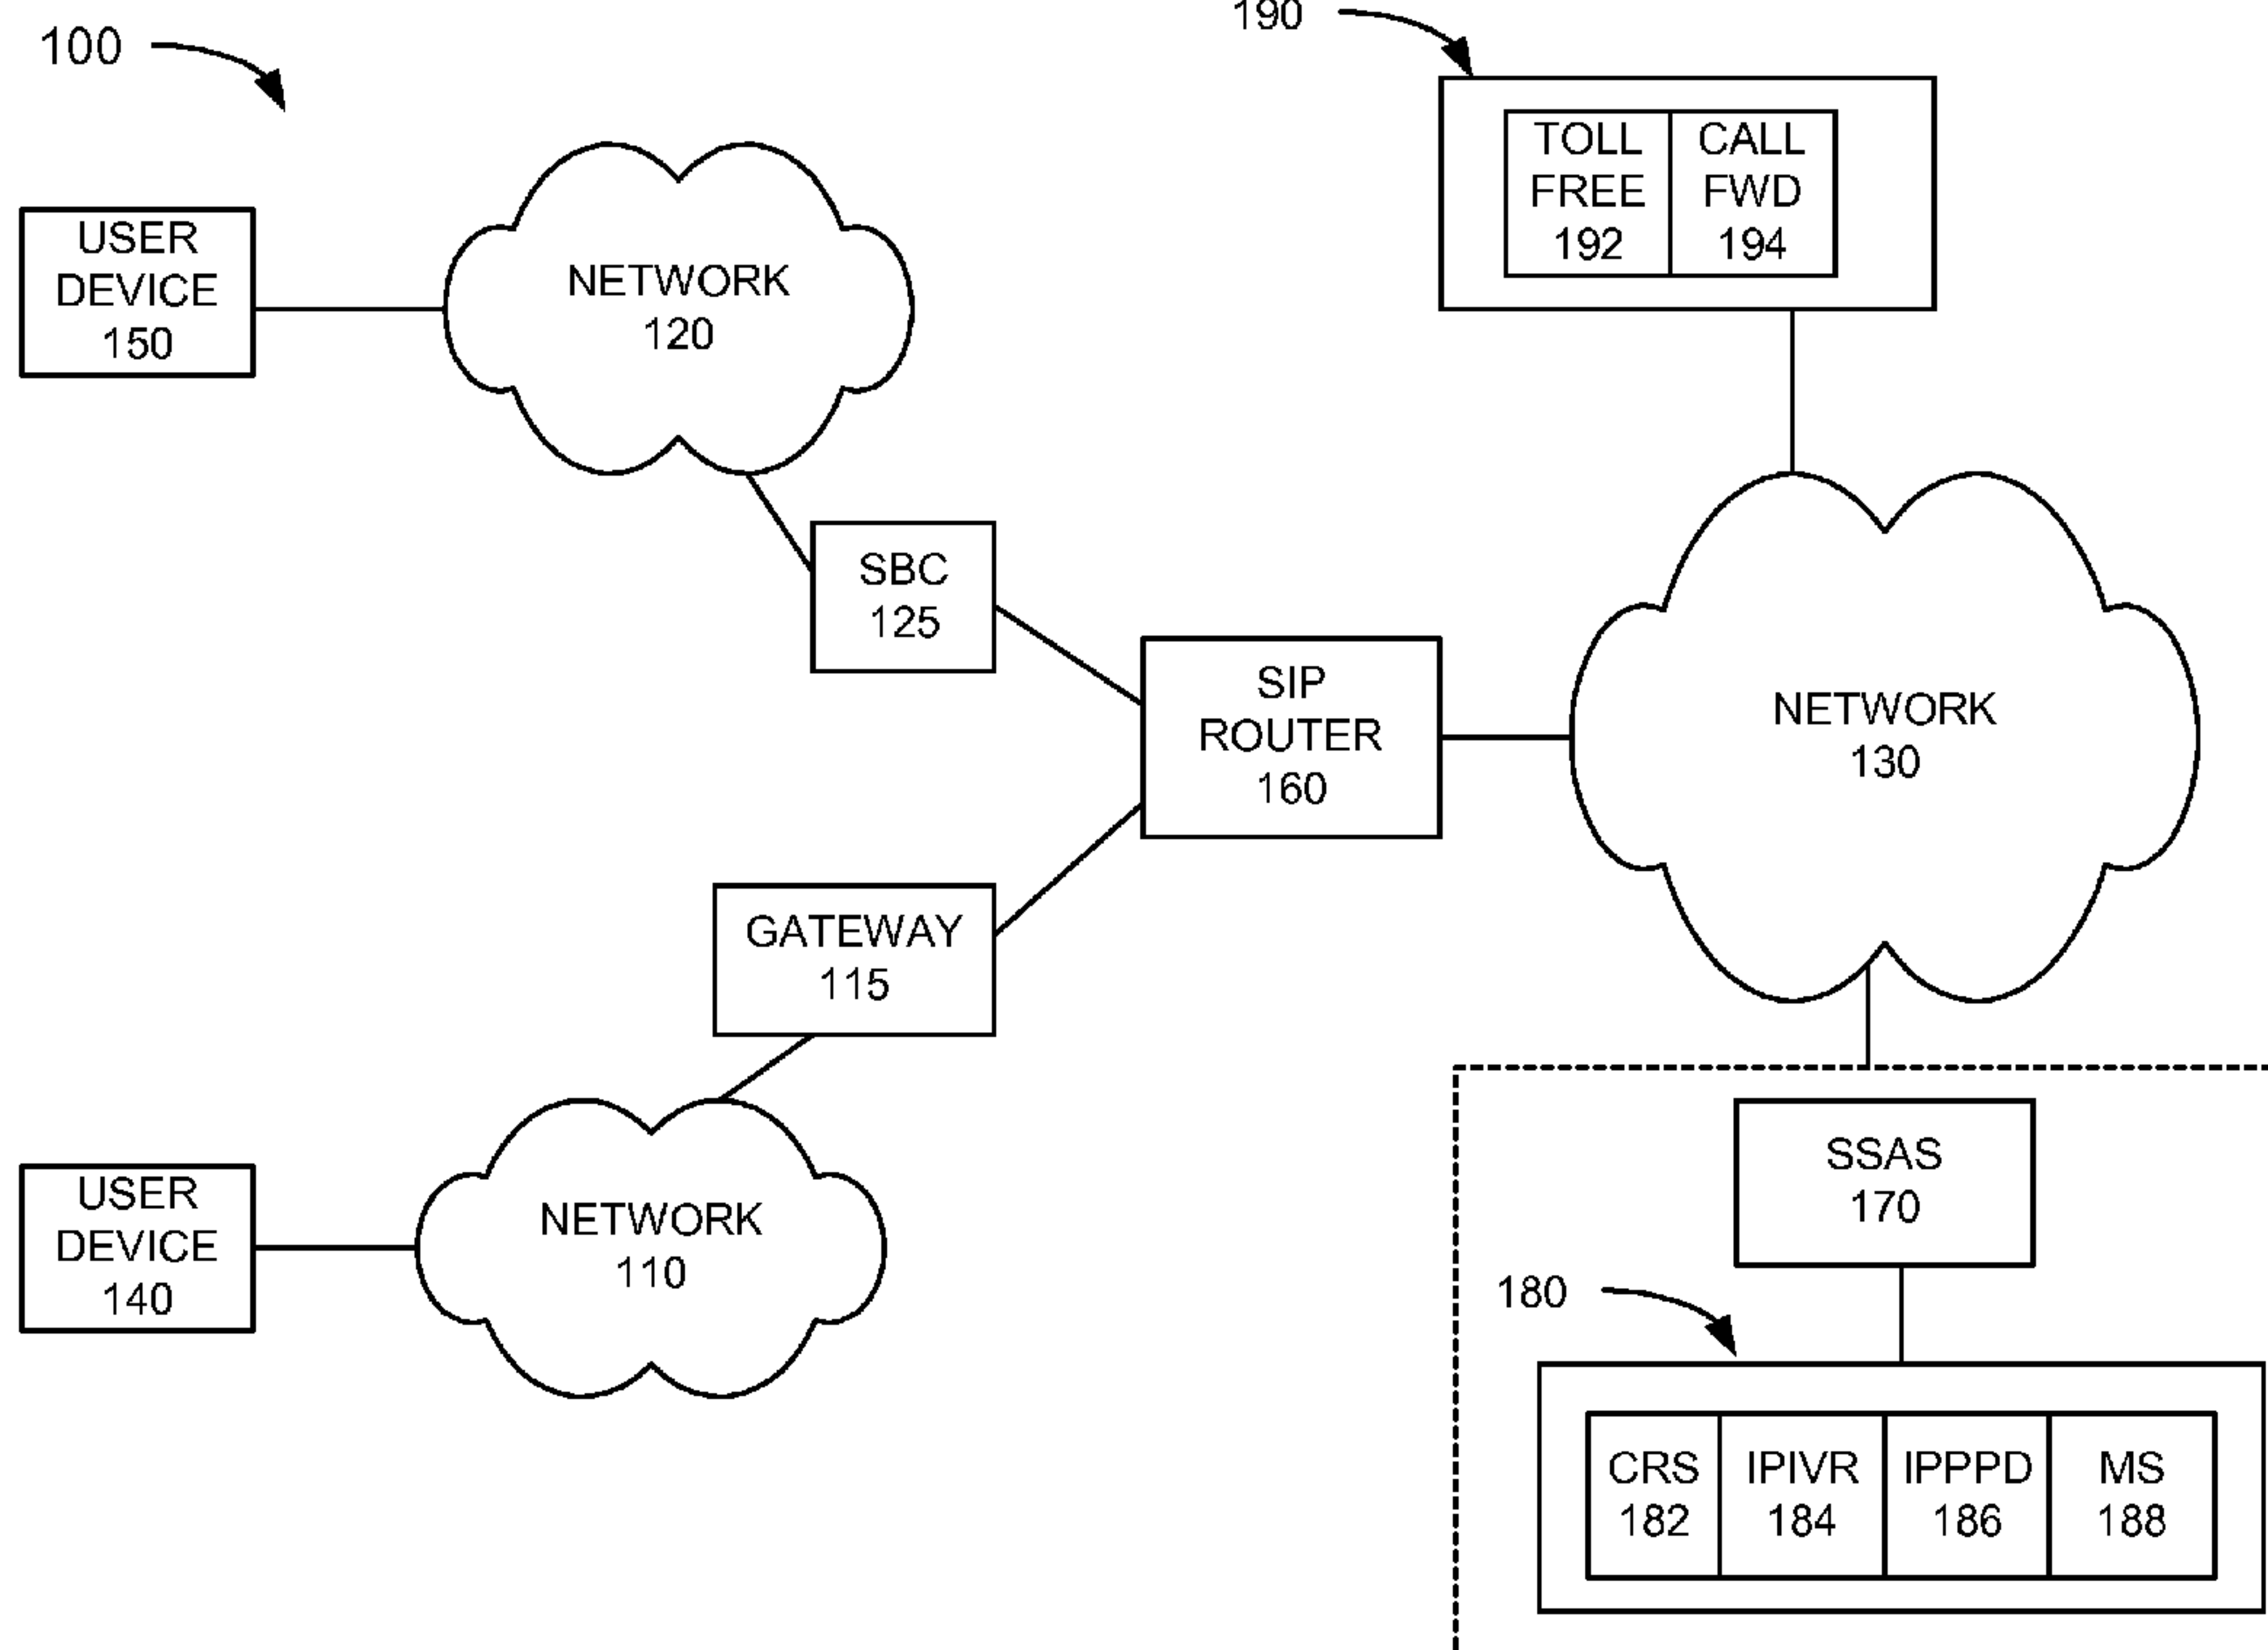 100
190
TOLL
FREE
192
CALL
FWD
194
USER
DEVICE
150
NETWORK
120
SBC
125
SIP
ROUTER
160
NETWORK
130
GATEWAY
115
USER
DEVICE
140
NETWORK
110
SSAS
170
180
CRS
182
IPIVR
184
IPPPD
186
MS
188